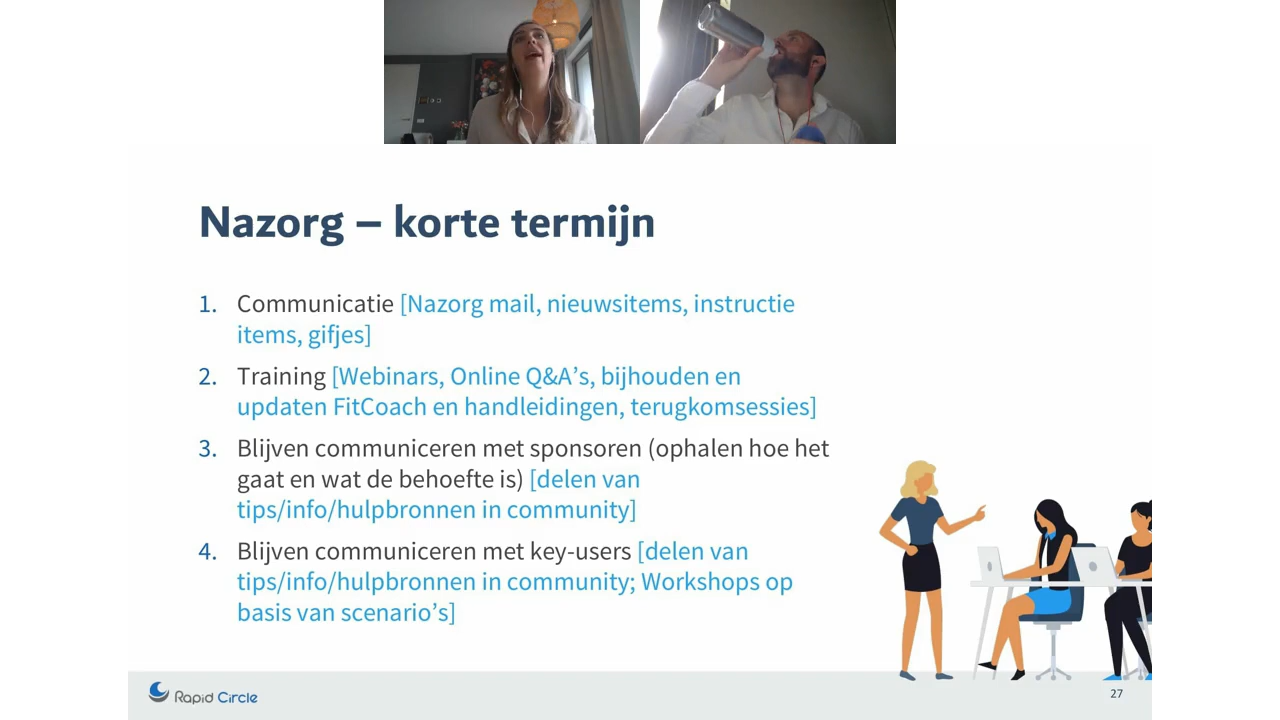 Nazorg – korte termijn
1. Communicatie [Nazorg mail, nieuwsitems, instructie
items, gifjes]
2. Training [Webinars, Online Q&A’s, bijhouden en
updaten FitCoach en handleidingen, terugkomsessies]
3. Blijven communiceren met sponsoren (ophalen hoe het
gaat en wat de behoefte is) [delen van
tips/info/hulpbronnen in community]
4. Blijven communiceren met key-users [delen van
tips/info/hulpbronnen in community; Workshops op
basis van scenario’s]
Rapid Circle
27